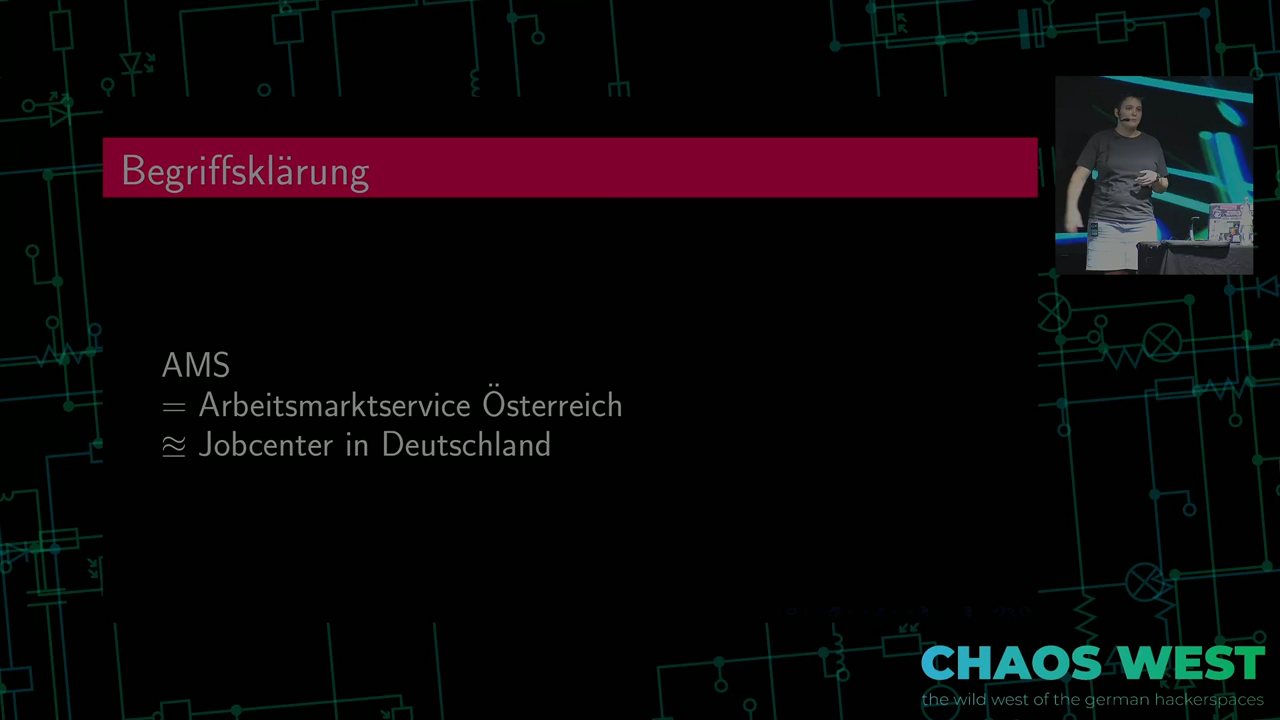 Begriffsklärung
AMS
= Arbeitsmarktservice Österreich
≊ Jobcenter in Deutschland
CHAOS WEST
the wild west of the german hackerspaces